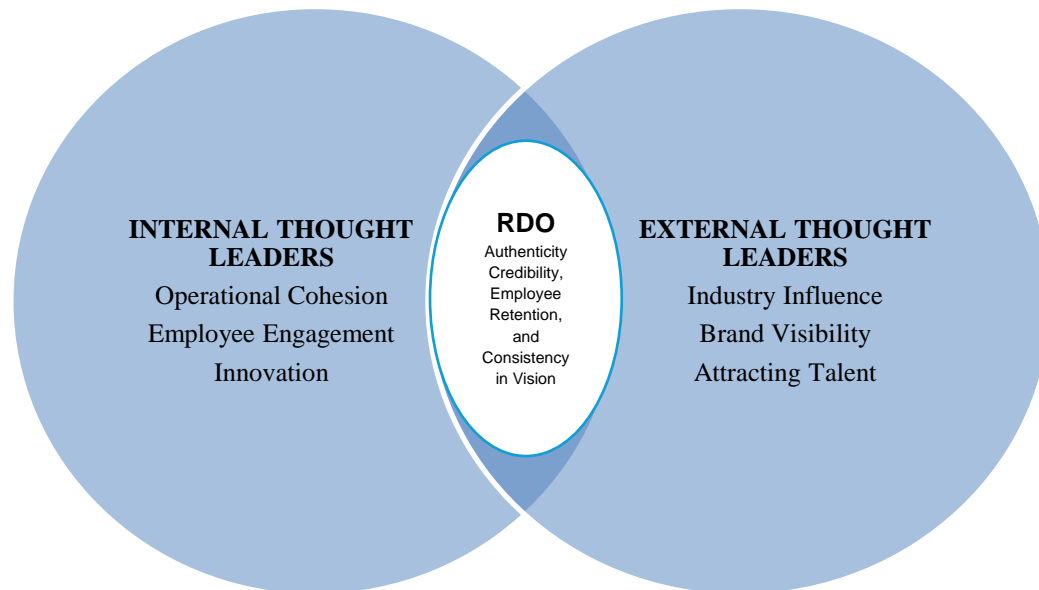 INTERNAL THOUGHT
LEADERS
Operational Cohesion
Employee Engagement
Innovation
RDO
Authenticity
Credibility,
Employee
Retention,
and
Consistency
in Vision
EXTERNAL THOUGHT
LEADERS
Industry Influence
Brand Visibility
Attracting Talent